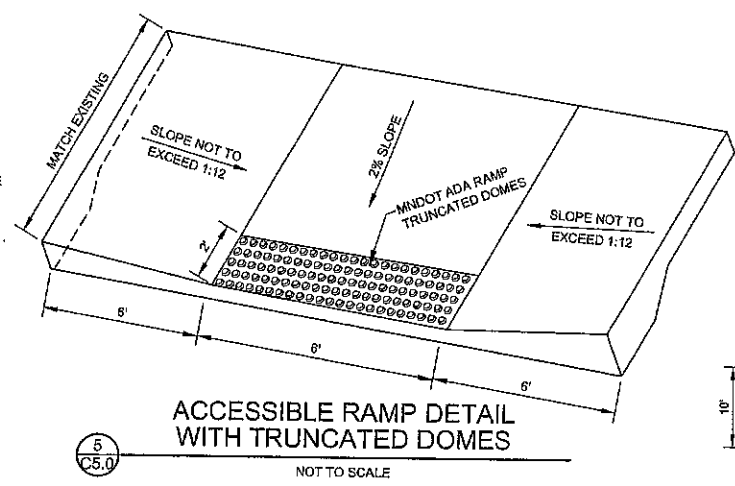 MATCH EXISTING
SLOPE NOT TO
EXCEED 1:12
2% SLOPE
MNDOT ADA RAMP
TRUNCATED DOMES
SLOPE NOT TO
EXCEED 1:12
2'
6'
6'
6'
ACCESSIBLE RAMP DETAIL
WITH TRUNCATED DOMES
5
C5.0
NOT TO SCALE